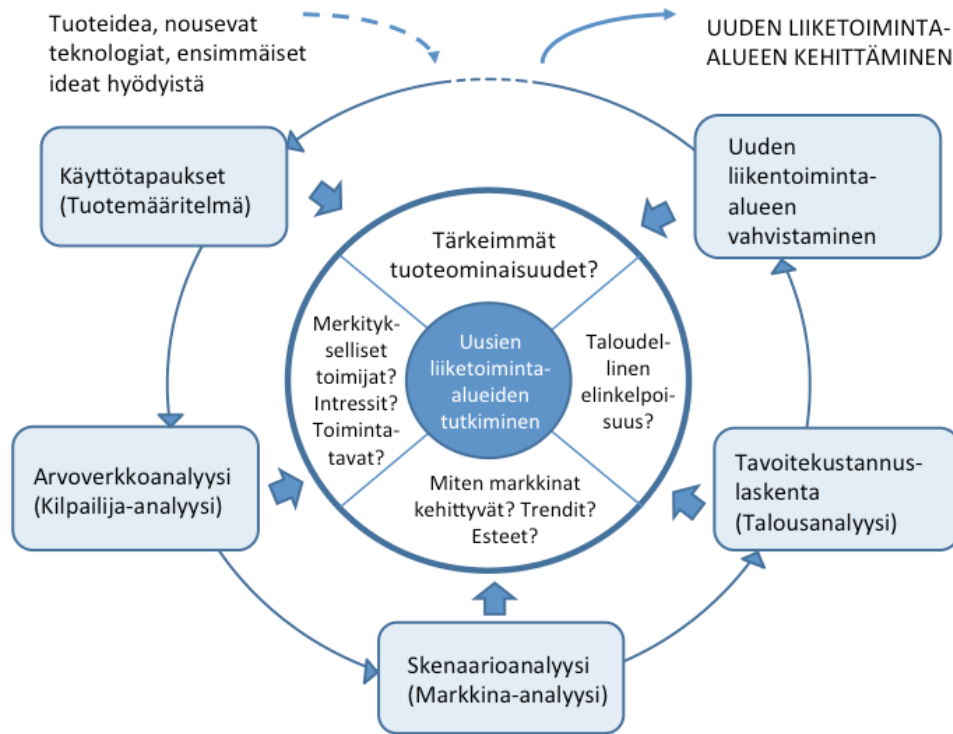 Tuoteidea, nousevat
teknologiat, ensimmäiset
ideat hyödyistä
UUDEN LIIKETOIMINTA-
ALUEEN KEHITTÄMINEN
Käyttötapaukset
(Tuotemääritelmä)
Uuden
liikentoiminta-
alueen
vahvistaminen
Tärkeimmät
tuoteominaisuudet?
Merkityk-
selliset
toimijat?
Intressit?
Toiminta-
tavat?
Uusien
liiketoiminta-
alueiden
tutkiminen
Taloudel-
linen
elinkelpoi-
suus?
Miten markkinat
kehittyvät? Trendit?
Esteet?
Arvoverkkoanalyysi
(Kilpailija-analyysi)
Tavoitekustannus-
laskenta
(Talousanalyysi)
Skenaarioanalyysi
(Markkina-analyysi)